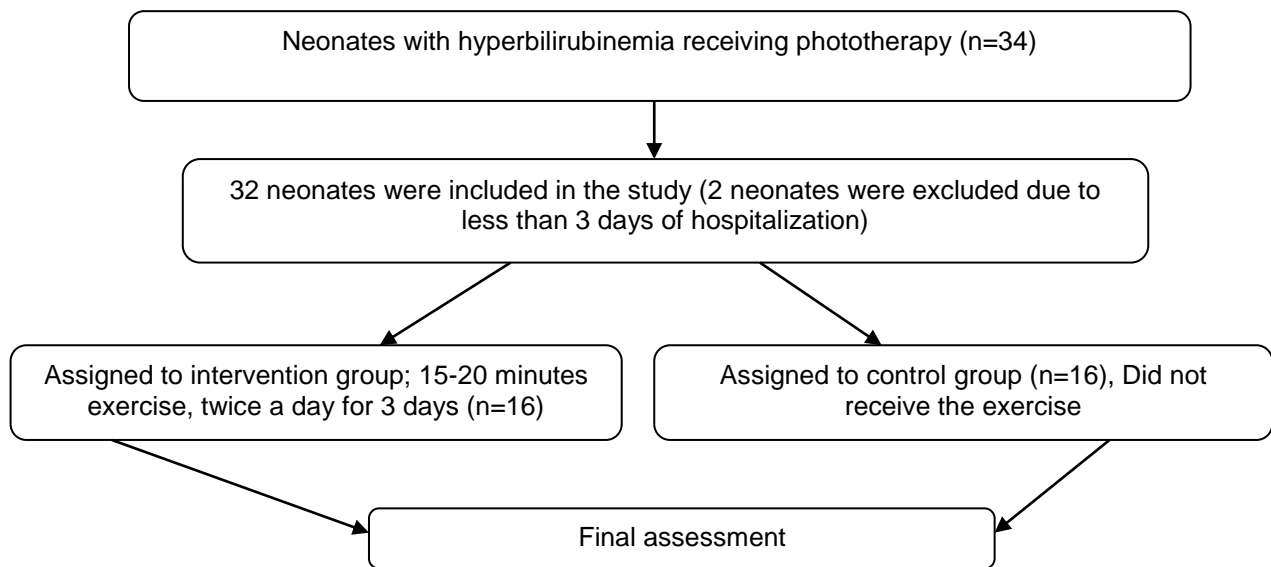 Neonates with hyperbilirubinemia receiving phototherapy (n=34)
32 neonates were included in the study (2 neonates were excluded due to
less than 3 days of hospitalization)
Assigned to intervention group; 15-20 minutes
exercise, twice a day for 3 days (n=16)
Assigned to control group (n=16), Did not
receive the exercise
Final assessment